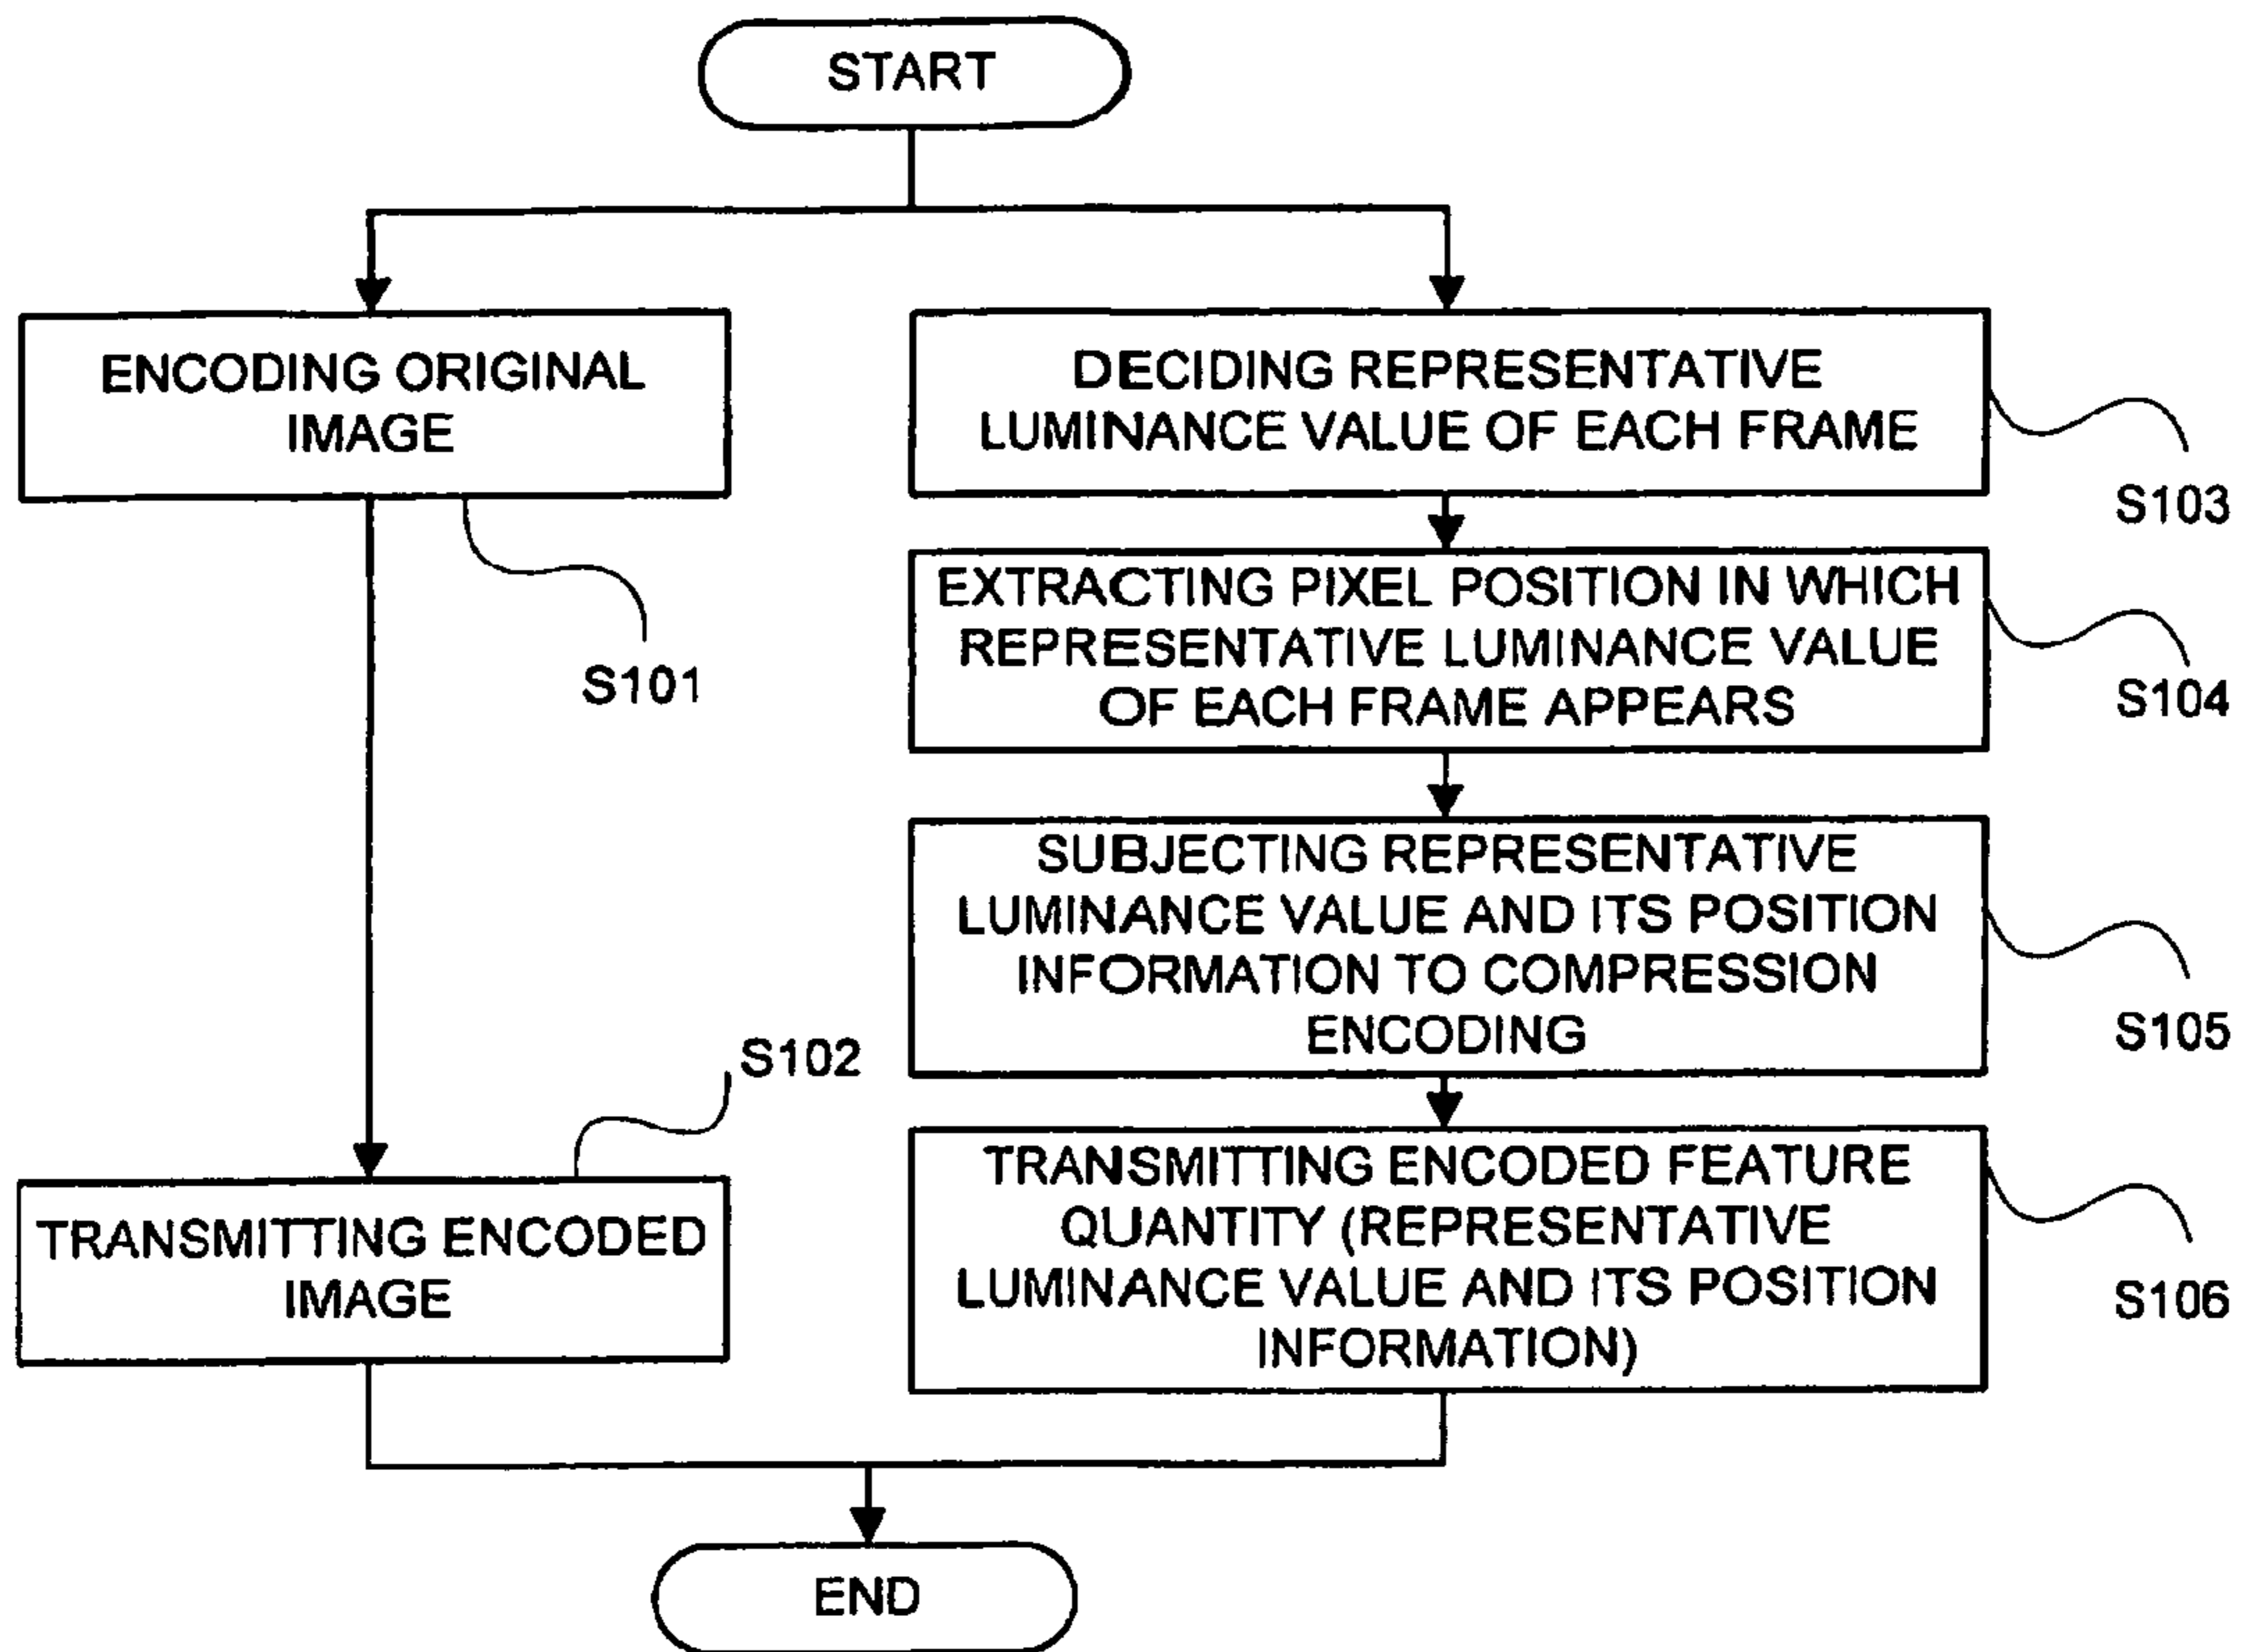 START
ENCODING ORIGINAL
IMAGE
S101
S102
TRANSMITTING ENCODED
IMAGE
DECIDING REPRESENTATIVE
LUMINANCE VALUE OF EACH FRAME
S103
EXTRACTING PIXEL POSITION IN WHICH
REPRESENTATIVE LUMINANCE VALUE
OF EACH FRAME APPEARS
S104
SUBJECTING REPRESENTATIVE
LUMINANCE VALUE AND ITS POSITION
INFORMATION TO COMPRESSION
ENCODING
S105
TRANSMITTING ENCODED FEATURE
QUANTITY (REPRESENTATIVE
LUMINANCE VALUE AND ITS POSITION
INFORMATION)
S106
END